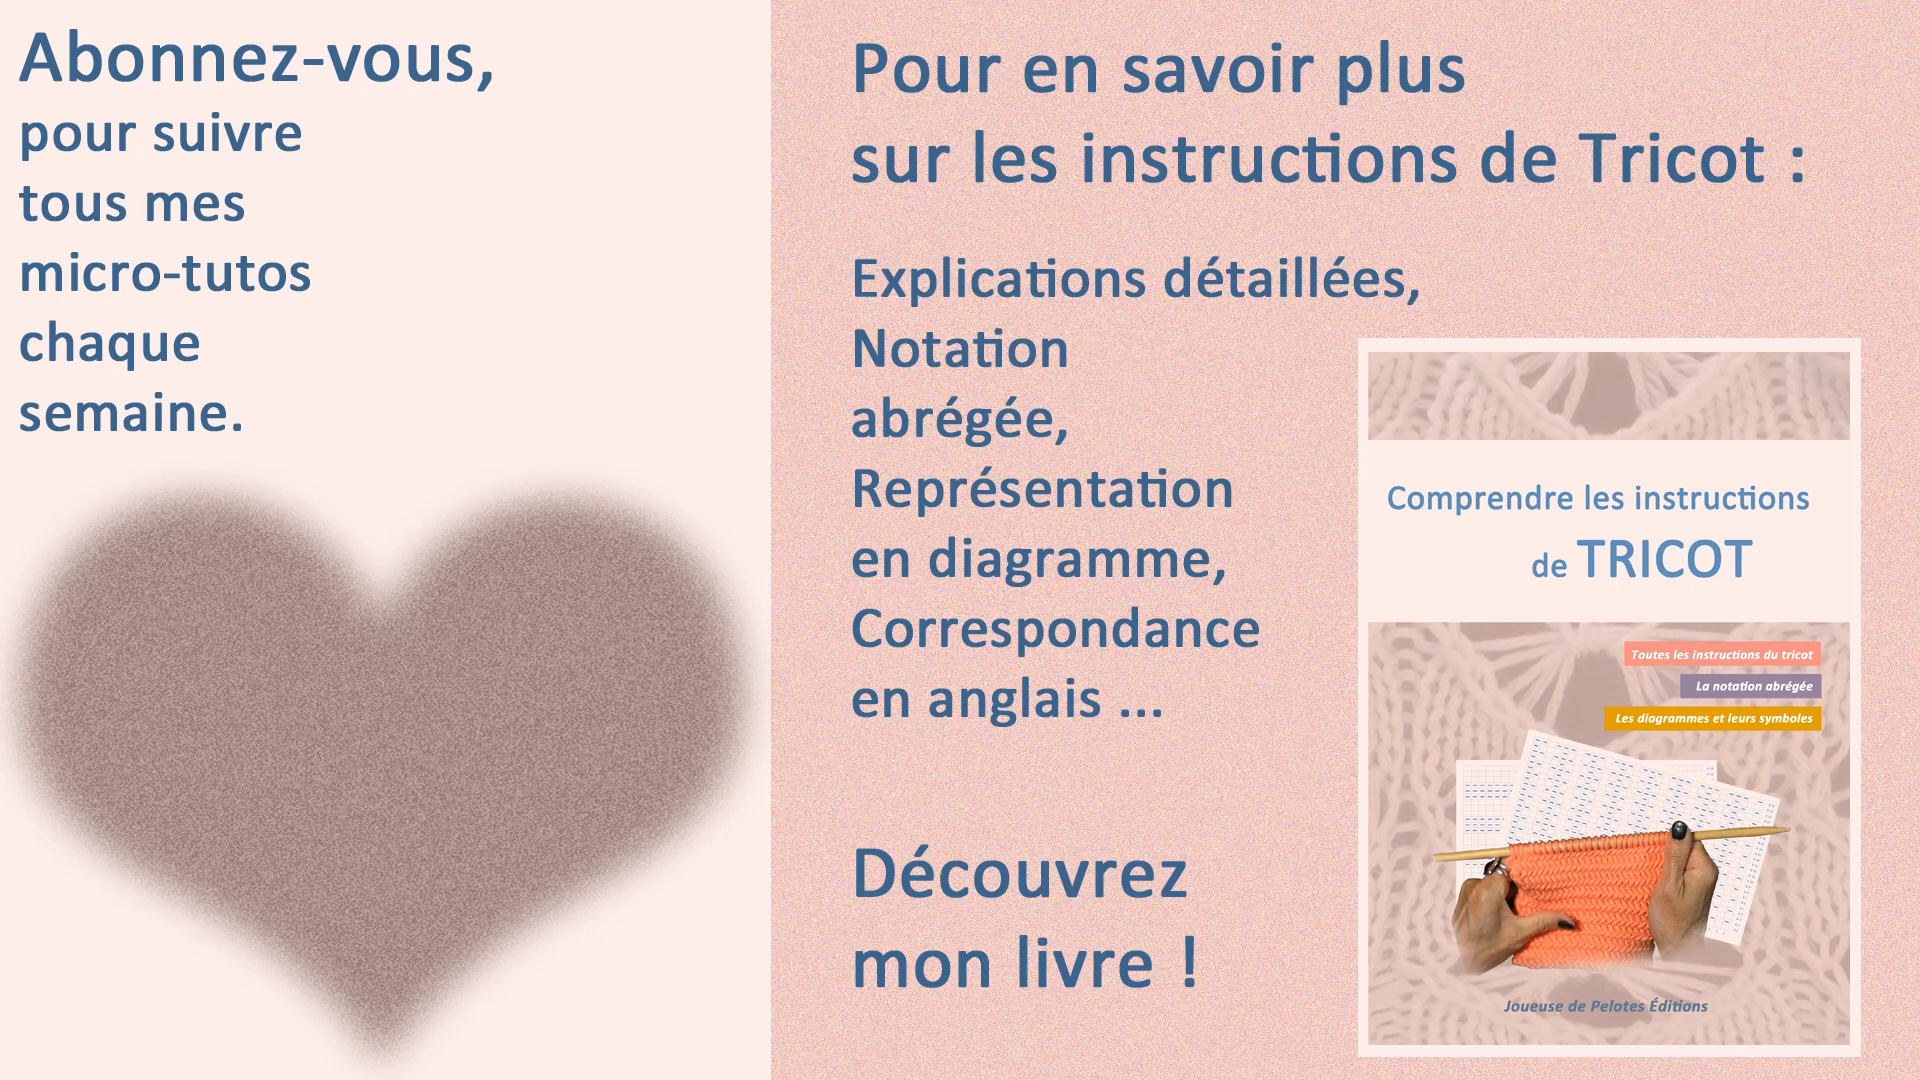 Abonnez-vous,
pour suivre
tous mes
micro-tutos
chaque
semaine.
Pour en savoir plus
sur les instructions de Tricot :
Explications détaillées,
Notation
abrégée,
Représentation
en diagramme,
Correspondance
en anglais ...
Découvrez
mon livre !
Comprendre les instructions
de TRICOT
Toutes les instructions du tricot
La notation abrégée
Les diagrammes et leurs symboles
Joueuse de Pelotes Éditions